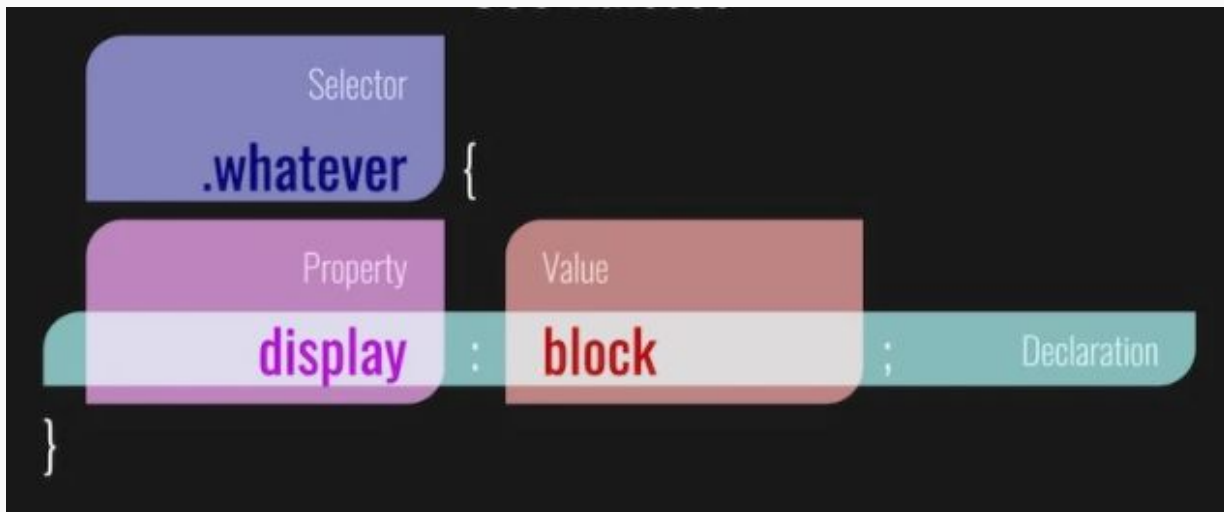 Selector
.whatever {
Property Value
display : block ; Declaration
}